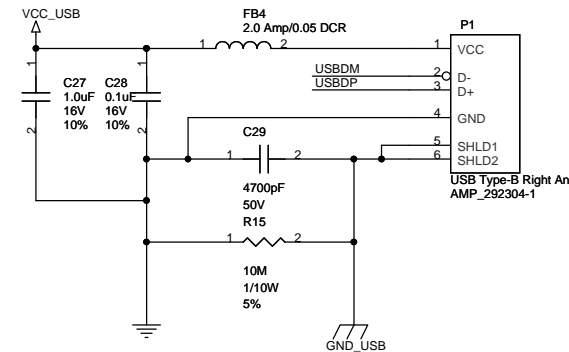 VCC_USB
FB4
2.0 Amp/0.05 DCR
P1
1 2 1 VCC
1 1
USBDM 2 D-
USBDP 3 D+
C27 C28
1.0uF 0.1uF
16V 16V
10% 10%
2 2
4 GND
C29
1 2
5 SHLD1
6 SHLD2
4700pF
50V
USB Type-B Right An
AMP_292304-1
R15
1 2
10M
1/10W
5%
GND_USB